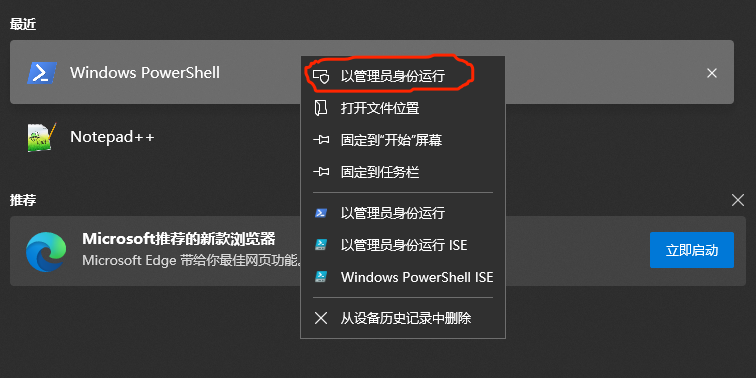 最近
Windows PowerShell
Notepad++
推荐
Microsoft推荐的新款浏览器
Microsoft Edge 带给你最佳网页功能。
立即启动
以管理员身份运行
打开文件位置
固定到“开始”屏幕
固定到任务栏
以管理员身份运行
以管理员身份运行 ISE
Windows PowerShell ISE
从设备历史记录中删除